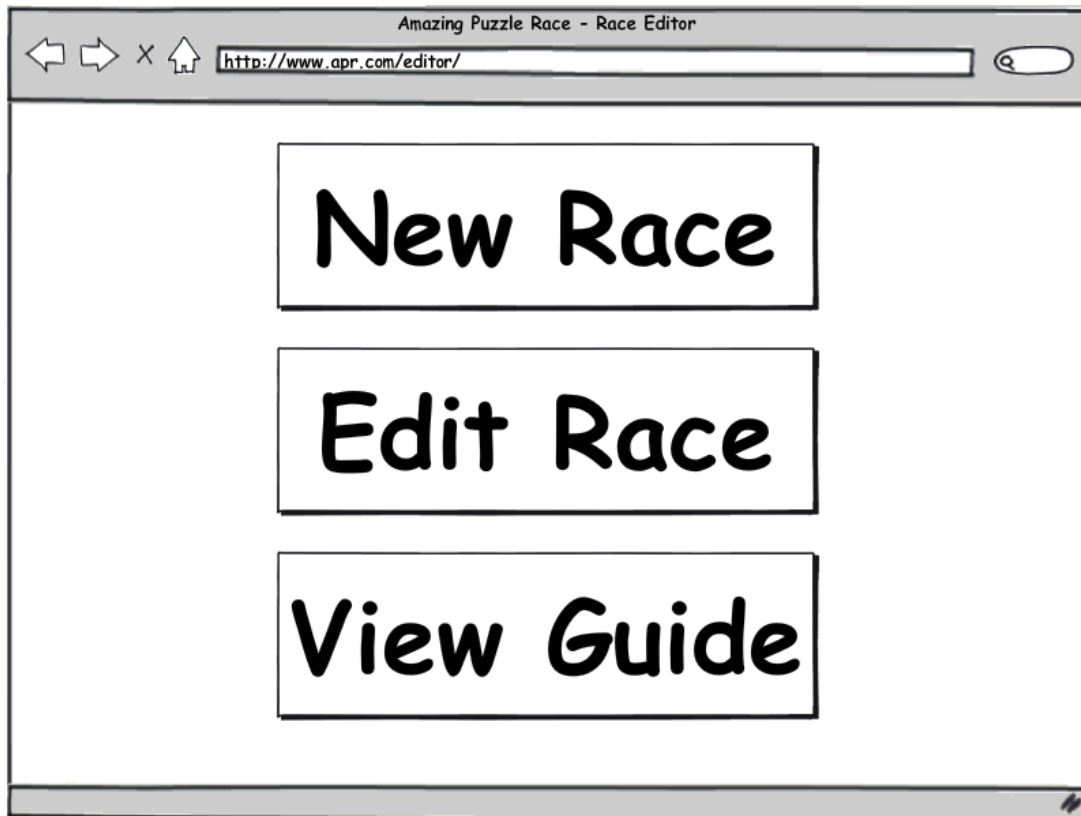 Amazing Puzzle Race - Race Editor
http://www.apr.com/editor/
New Race
Edit Race
View Guide